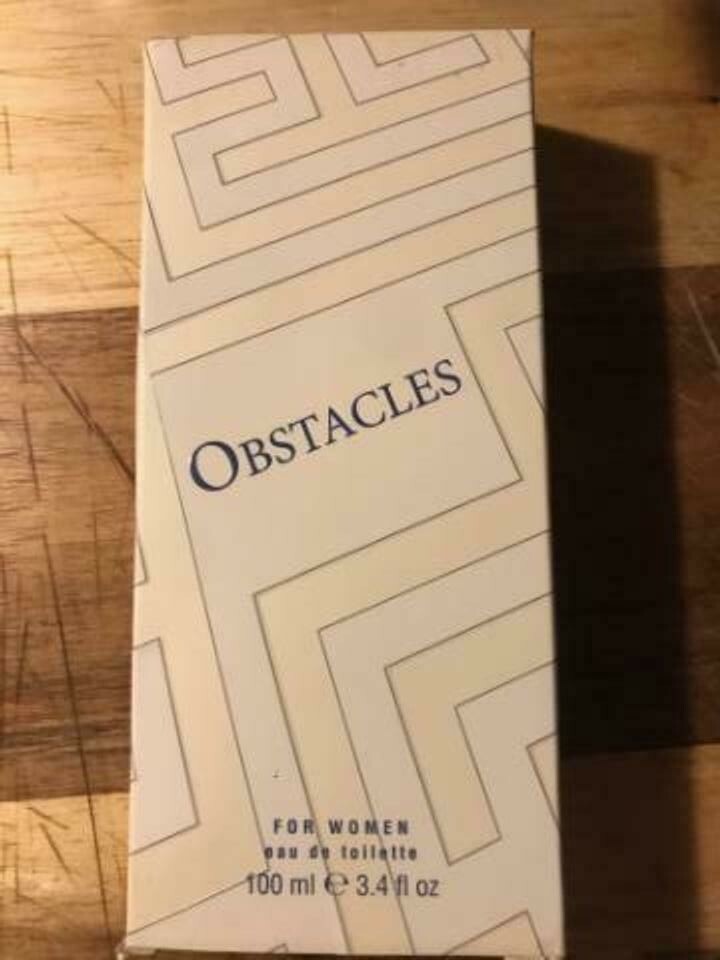 OBSTACLES
FOR WOMEN
eau de toilette
100 ml ℮ 3.4 fl oz